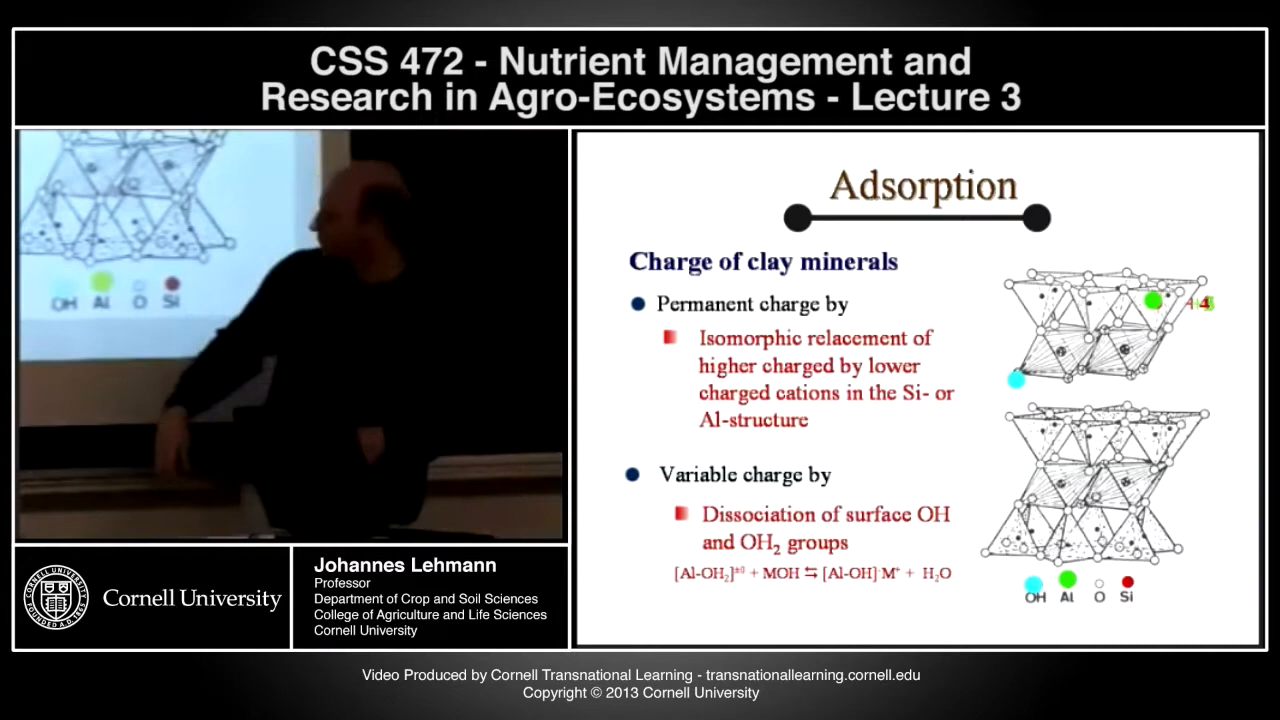 CSS 472 - Nutrient Management and
Research in Agro-Ecosystems - Lecture 3
OH Al O Si
Adsorption
Charge of clay minerals
Permanent charge by
Isomorphic relacement of
higher charged by lower
charged cations in the Si- or
Al-structure
Variable charge by
Dissociation of surface OH
and OH₂ groups
[Al-OH₂]±0 + MOH ⇆ [Al-OH]-M+ + H₂O
OH Al O Si
Cornell University
Johannes Lehmann
Professor
Department of Crop and Soil Sciences
College of Agriculture and Life Sciences
Cornell University
Video Produced by Cornell Transnational Learning - transnationallearning.cornell.edu
Copyright © 2013 Cornell University